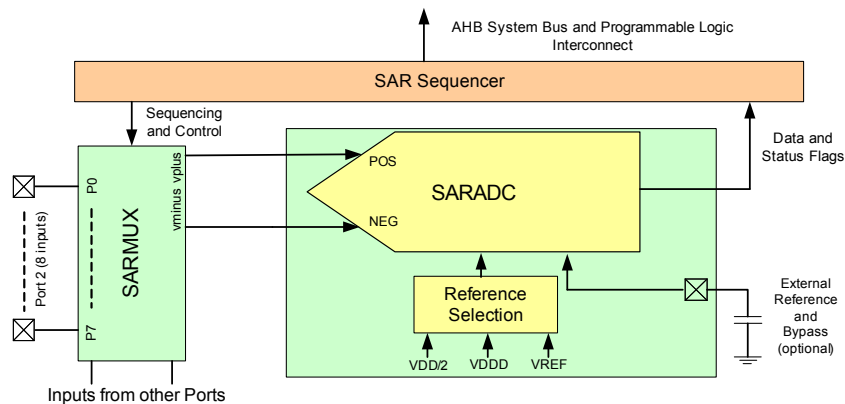 AHB System Bus and Programmable Logic
Interconnect
SAR Sequencer
Sequencing
and Control
Data and
Status Flags
vminus vplus
POS
NEG
SARADC
P0
Port 2 (8 inputs)
SARMUX
P7
Reference
Selection
External
Reference
and
Bypass
(optional)
VDD/2
VDDD
VREF
Inputs from other Ports